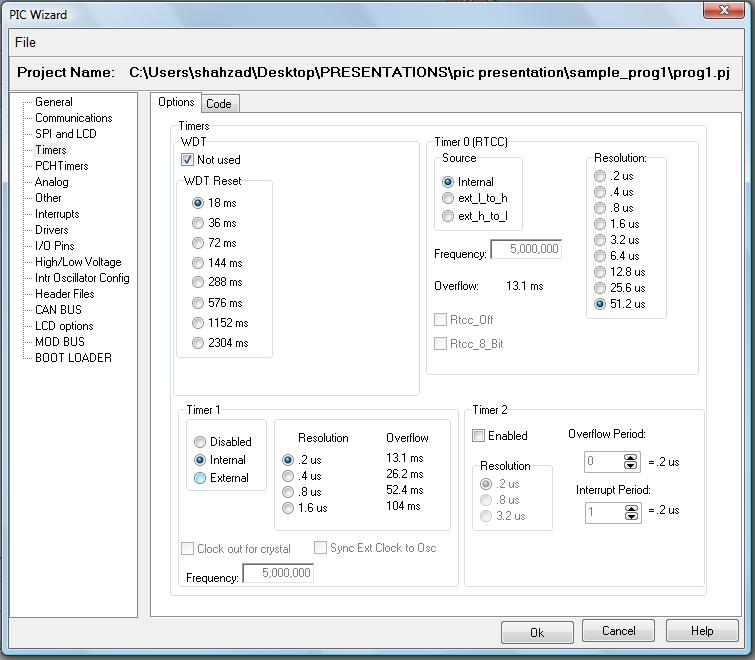 PIC Wizard
File
Project Name: C:\Users\shahzad\Desktop\PRESENTATIONS\pic presentation\sample_prog1\prog1.pj
General
Communications
SPI and LCD
Timers
PCHTimers
Analog
Other
Interrupts
Drivers
I/O Pins
High/Low Voltage
Intr Oscillator Config
Header Files
CAN BUS
LCD options
MOD BUS
BOOT LOADER
Options Code
Timers
WDT
Not used
WDT Reset
18 ms
36 ms
72 ms
144 ms
288 ms
576 ms
1152 ms
2304 ms
Timer 0 (RTCC)
Source
Internal
ext_l_to_h
ext_h_to_l
Frequency: 5,000,000
Overflow: 13.1 ms
Rtcc_Off
Rtcc_8_Bit
Resolution:
.2 us
.4 us
.8 us
1.6 us
3.2 us
6.4 us
12.8 us
25.6 us
51.2 us
Timer 1
Disabled
Internal
External
Resolution Overflow
.2 us 13.1 ms
.4 us 26.2 ms
.8 us 52.4 ms
1.6 us 104 ms
Clock out for crystal Sync Ext Clock to Osc
Frequency: 5,000,000
Timer 2
Enabled
Resolution
.2 us
.8 us
3.2 us
Overflow Period:
0 = .2 us
Interrupt Period:
1 = .2 us
Ok Cancel Help